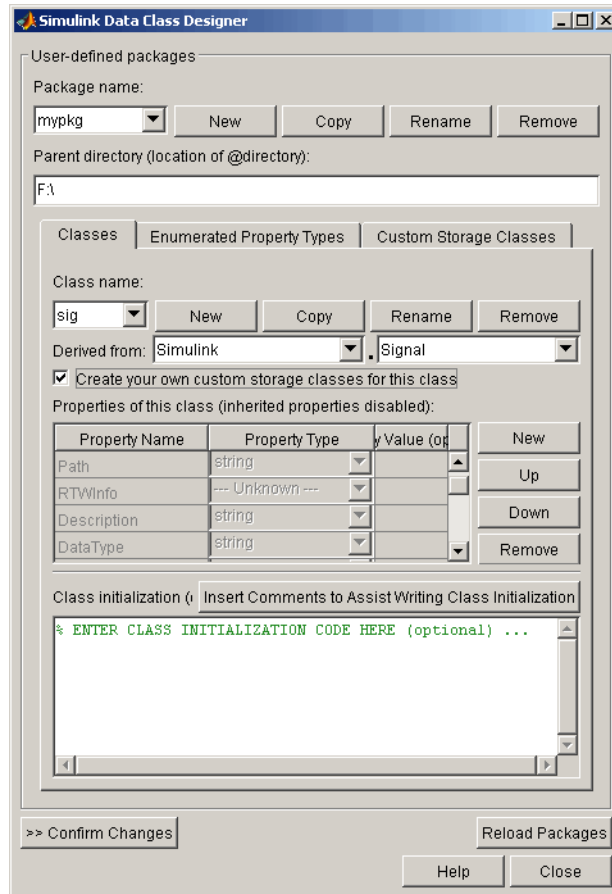 Simulink Data Class Designer
User-defined packages
Package name:
mypkg New Copy Rename Remove
Parent directory (location of @directory):
F:\
Classes Enumerated Property Types Custom Storage Classes
Class name:
sig New Copy Rename Remove
Derived from: Simulink . Signal
Create your own custom storage classes for this class
Properties of this class (inherited properties disabled):
Property Name Property Type y Value (op New
Path string
Up
RTWInfo --- Unknown ---
Description string Down
DataType string Remove
Class initialization ( Insert Comments to Assist Writing Class Initialization
% ENTER CLASS INITIALIZATION CODE HERE (optional) ...
>> Confirm Changes Reload Packages
Help Close